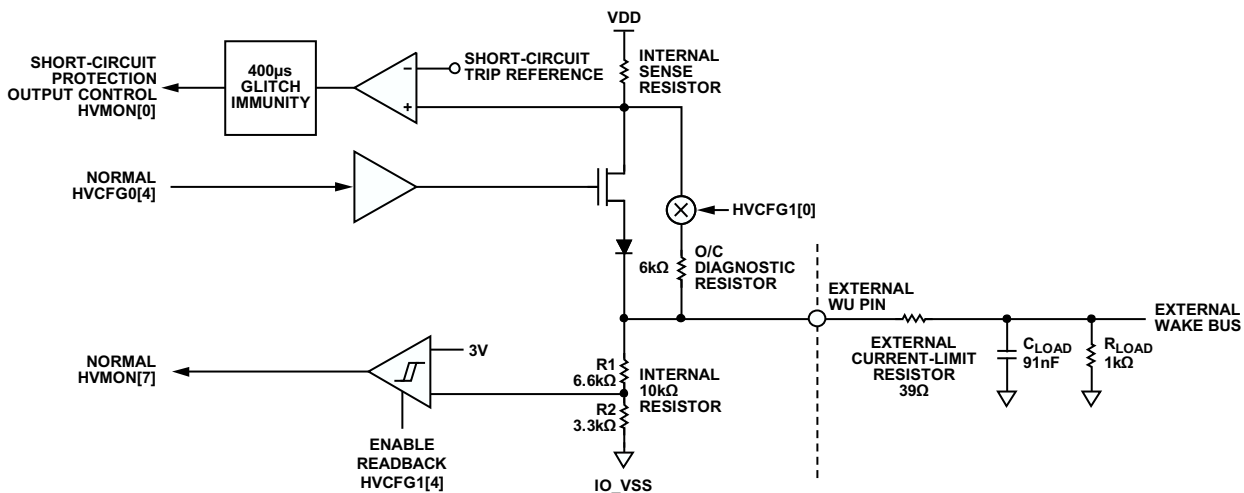 VDD
SHORT-CIRCUIT
PROTECTION
OUTPUT CONTROL
HVMON[0]
400µs
GLITCH
IMMUNITY
–
+
SHORT-CIRCUIT
TRIP REFERENCE
INTERNAL
SENSE
RESISTOR
NORMAL
HVCFG0[4]
HVCFG1[0]
6kΩ
O/C
DIAGNOSTIC
RESISTOR
EXTERNAL
WU PIN
EXTERNAL
WAKE BUS
EXTERNAL
CURRENT-LIMIT
RESISTOR
39Ω
CLOAD
91nF
RLOAD
1kΩ
NORMAL
HVMON[7]
3V
R1
6.6kΩ
INTERNAL
10kΩ
RESISTOR
R2
3.3kΩ
ENABLE
READBACK
HVCFG1[4]
IO_VSS